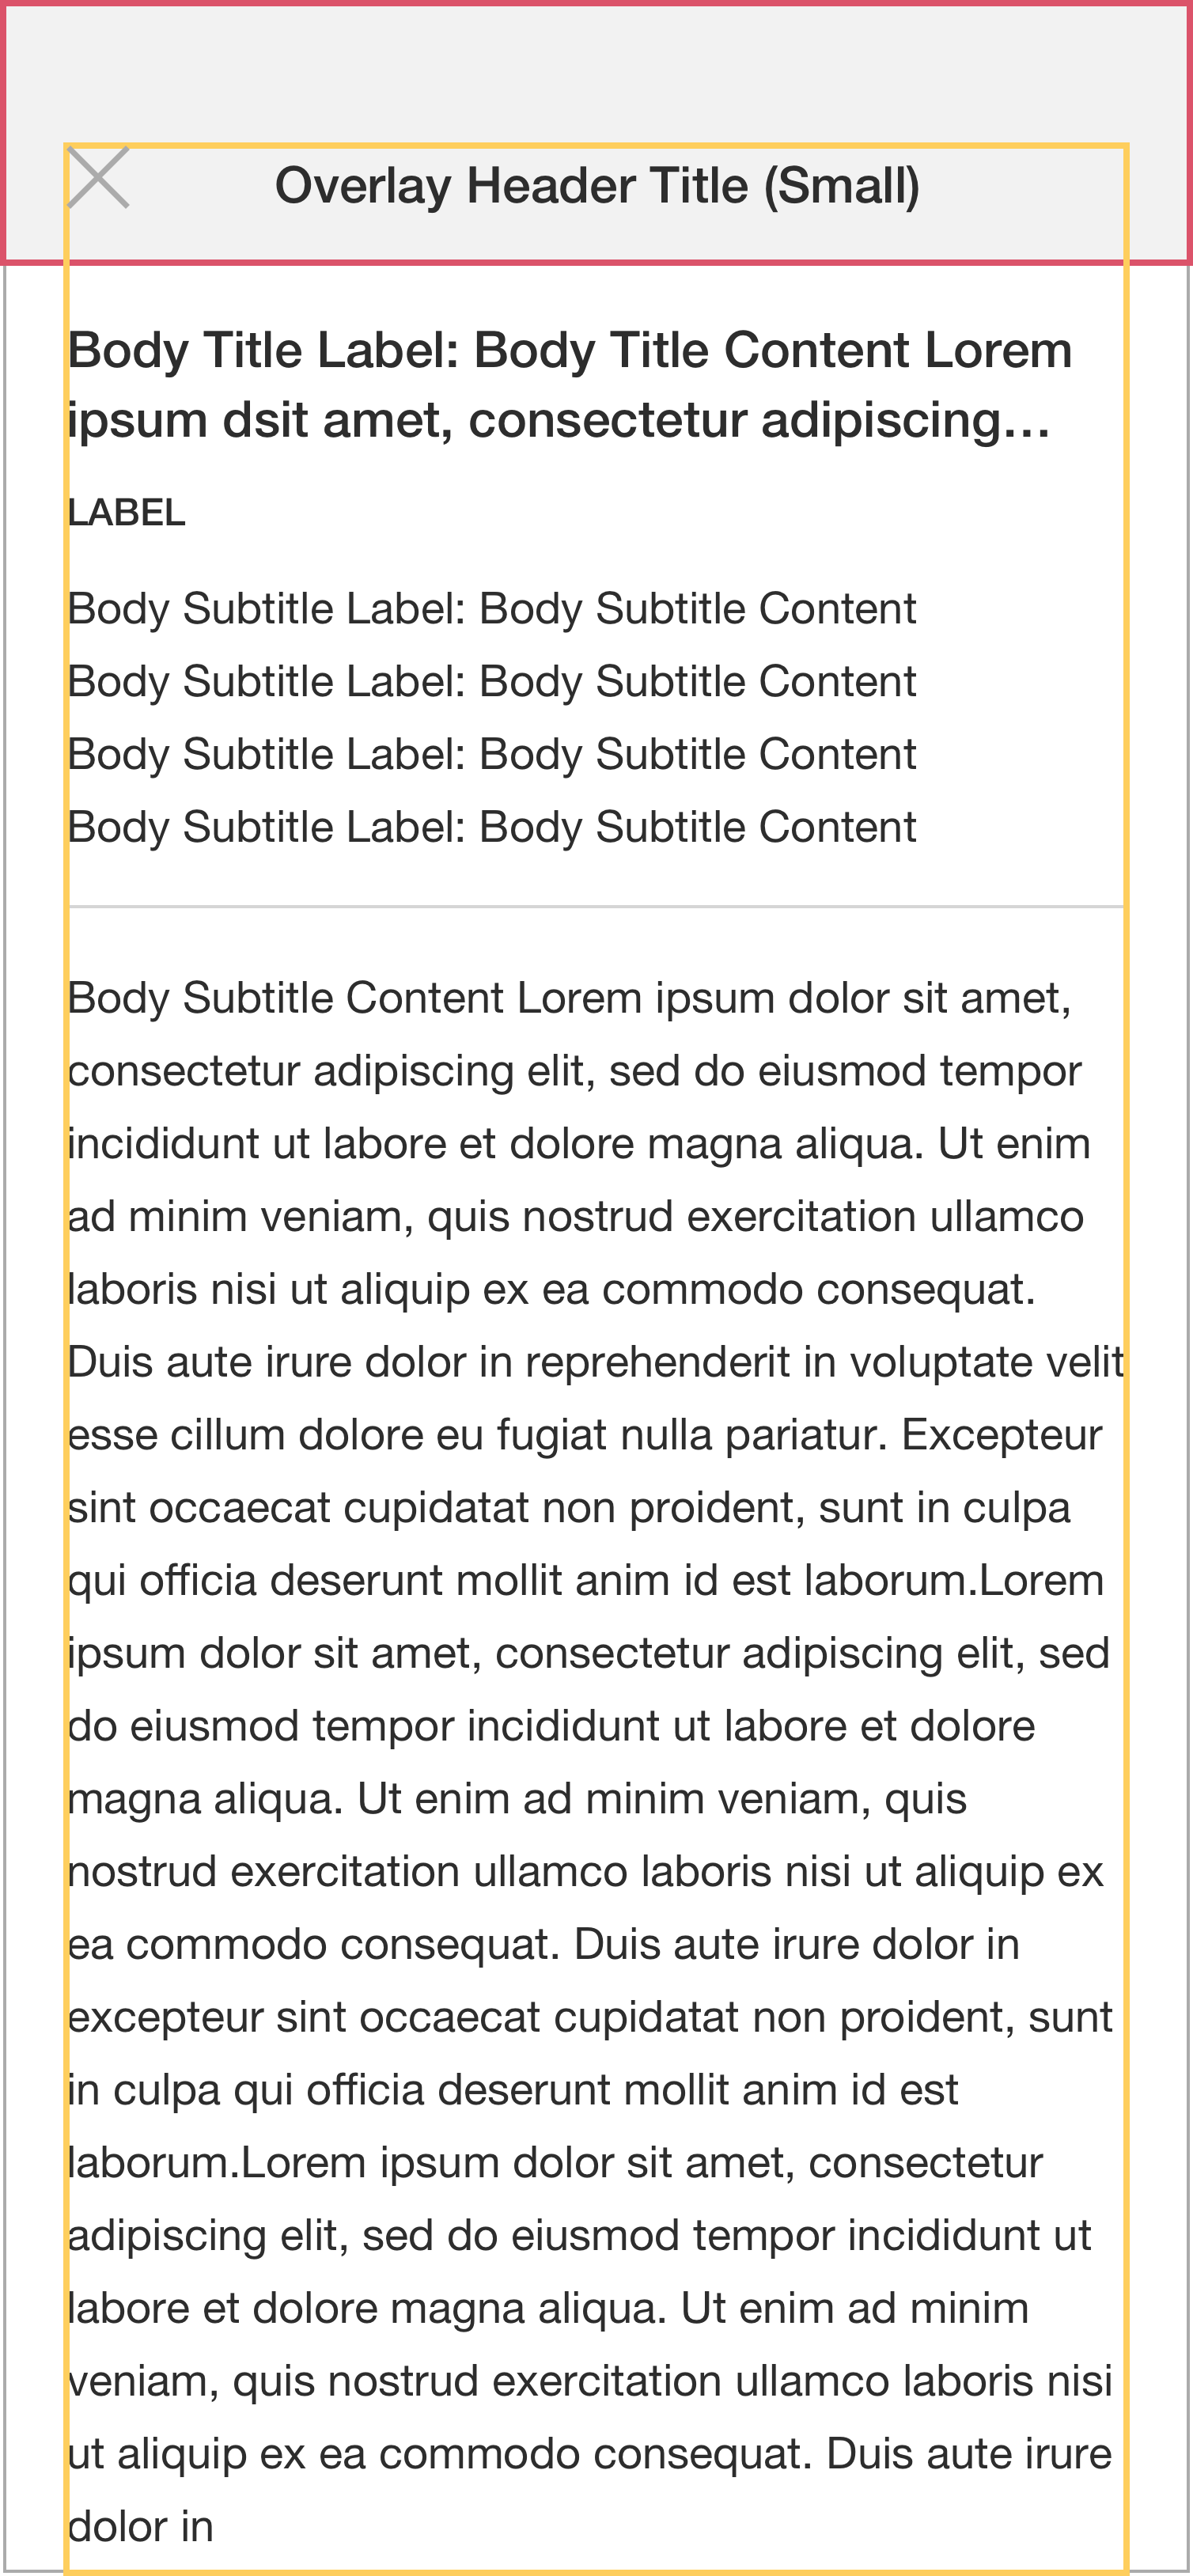 Overlay Header Title (Small)
Body Title Label: Body Title Content Lorem
ipsum dsit amet, consectetur adipiscing...
LABEL
Body Subtitle Label: Body Subtitle Content
Body Subtitle Label: Body Subtitle Content
Body Subtitle Label: Body Subtitle Content
Body Subtitle Label: Body Subtitle Content
Body Subtitle Content Lorem ipsum dolor sit amet,
consectetur adipiscing elit, sed do eiusmod tempor
incididunt ut labore et dolore magna aliqua. Ut enim
ad minim veniam, quis nostrud exercitation ullamco
laboris nisi ut aliquip ex ea commodo consequat.
Duis aute irure dolor in reprehenderit in voluptate velit
esse cillum dolore eu fugiat nulla pariatur. Excepteur
sint occaecat cupidatat non proident, sunt in culpa
qui officia deserunt mollit anim id est laborum.Lorem
ipsum dolor sit amet, consectetur adipiscing elit, sed
do eiusmod tempor incididunt ut labore et dolore
magna aliqua. Ut enim ad minim veniam, quis
nostrud exercitation ullamco laboris nisi ut aliquip ex
ea commodo consequat. Duis aute irure dolor in
excepteur sint occaecat cupidatat non proident, sunt
in culpa qui officia deserunt mollit anim id est
laborum.Lorem ipsum dolor sit amet, consectetur
adipiscing elit, sed do eiusmod tempor incididunt ut
labore et dolore magna aliqua. Ut enim ad minim
veniam, quis nostrud exercitation ullamco laboris nisi
ut aliquip ex ea commodo consequat. Duis aute irure
dolor in